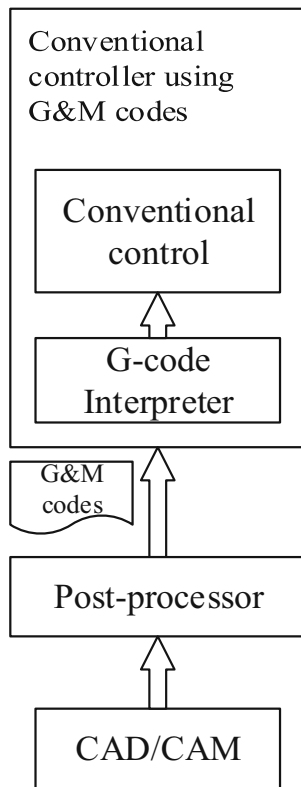 Conventional
controller using
G&M codes
Conventional
control
G-code
Interpreter
G&M
codes
Post-processor
CAD/CAM